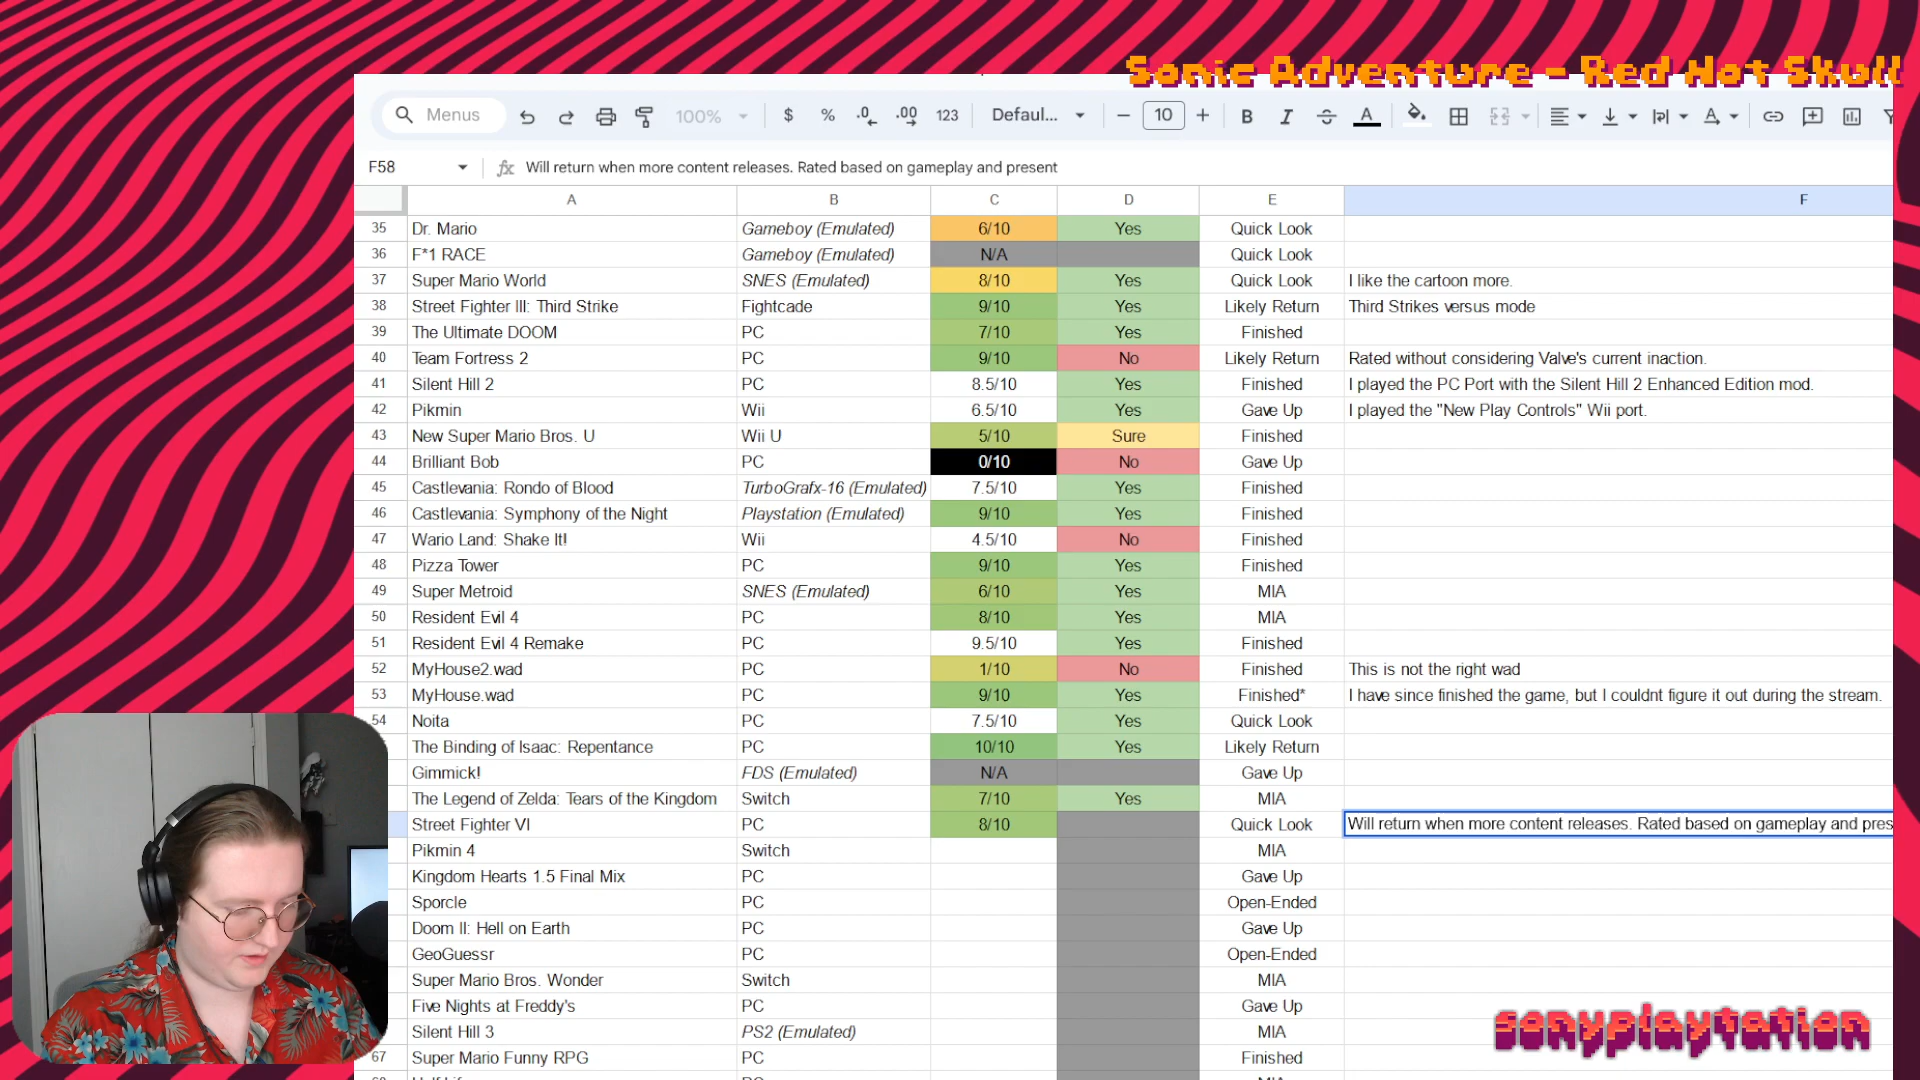 Sonic Adventure - Red Hot Skull
Menus
100%
$ % .0 .00 123
Defaul...
10
B I A
F58
fx Will return when more content releases. Rated based on gameplay and present
A B C D E F
35 Dr. Mario Gameboy (Emulated) 6/10 Yes Quick Look
36 F*1 RACE Gameboy (Emulated) N/A Quick Look
37 Super Mario World SNES (Emulated) 8/10 Yes Quick Look I like the cartoon more.
38 Street Fighter III: Third Strike Fightcade 9/10 Yes Likely Return Third Strikes versus mode
39 The Ultimate DOOM PC 7/10 Yes Finished
40 Team Fortress 2 PC 9/10 No Likely Return Rated without considering Valve's current inaction.
41 Silent Hill 2 PC 8.5/10 Yes Finished I played the PC Port with the Silent Hill 2 Enhanced Edition mod.
42 Pikmin Wii 6.5/10 Yes Gave Up I played the "New Play Controls" Wii port.
43 New Super Mario Bros. U Wii U 5/10 Sure Finished
44 Brilliant Bob PC 0/10 No Gave Up
45 Castlevania: Rondo of Blood TurboGrafx-16 (Emulated) 7.5/10 Yes Finished
46 Castlevania: Symphony of the Night Playstation (Emulated) 9/10 Yes Finished
47 Wario Land: Shake It! Wii 4.5/10 No Finished
48 Pizza Tower PC 9/10 Yes Finished
49 Super Metroid SNES (Emulated) 6/10 Yes MIA
50 Resident Evil 4 PC 8/10 Yes MIA
51 Resident Evil 4 Remake PC 9.5/10 Yes Finished
52 MyHouse2.wad PC 1/10 No Finished This is not the right wad
53 MyHouse.wad PC 9/10 Yes Finished* I have since finished the game, but I couldnt figure it out during the stream.
54 Noita PC 7.5/10 Yes Quick Look
The Binding of Isaac: Repentance PC 10/10 Yes Likely Return
Gimmick! FDS (Emulated) N/A Gave Up
The Legend of Zelda: Tears of the Kingdom Switch 7/10 Yes MIA
Street Fighter VI PC 8/10 Quick Look Will return when more content releases. Rated based on gameplay and pres
Pikmin 4 Switch MIA
Kingdom Hearts 1.5 Final Mix PC Gave Up
Sporcle PC Open-Ended
Doom II: Hell on Earth PC Gave Up
GeoGuessr PC Open-Ended
Super Mario Bros. Wonder Switch MIA
Five Nights at Freddy's PC Gave Up
Silent Hill 3 PS2 (Emulated) MIA
67 Super Mario Funny RPG PC Finished
sonyplaytation